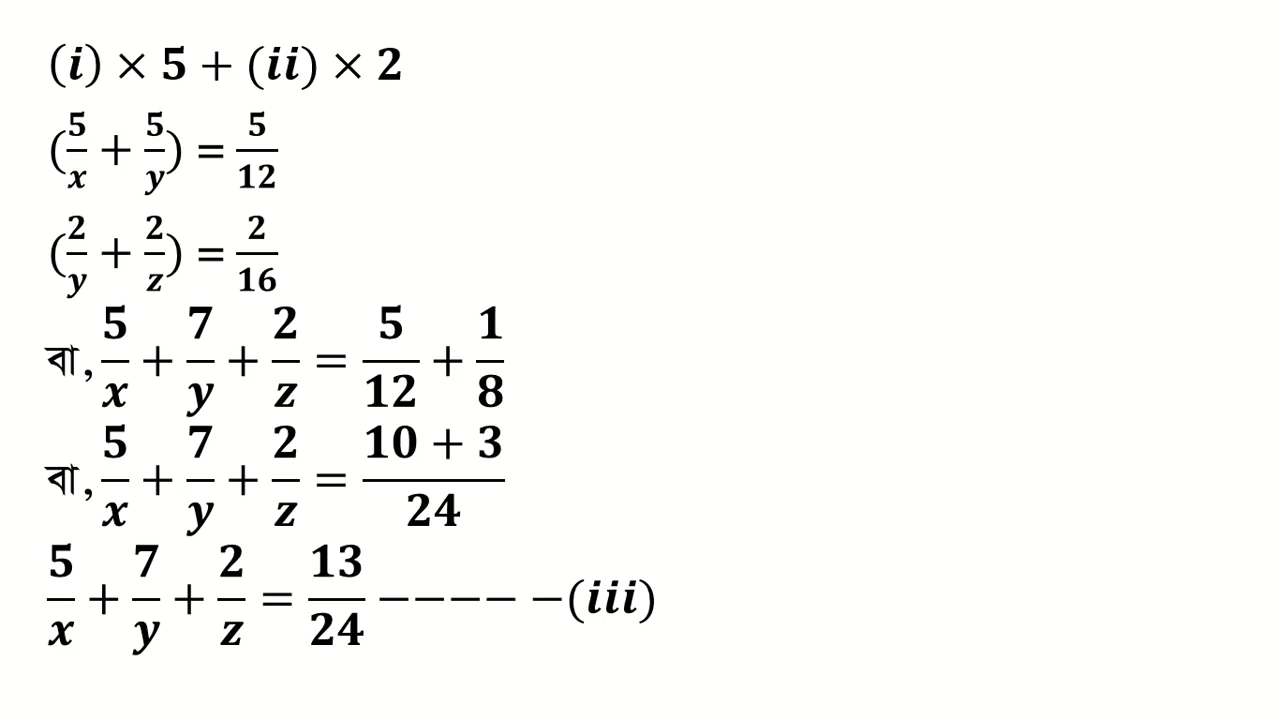 (i) × 5 + (ii) × 2
(5/x + 5/y) = 5/12
(2/y + 2/z) = 2/16
বা, 5/x + 7/y + 2/z = 5/12 + 1/8
বা, 5/x + 7/y + 2/z = (10 + 3)/24
5/x + 7/y + 2/z = 13/24 ----- -(iii)